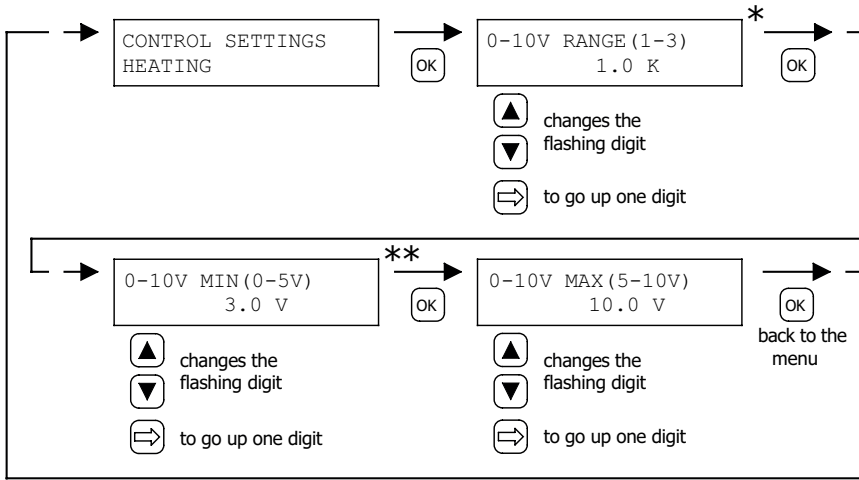 CONTROL SETTINGS
HEATING
OK
0-10V RANGE(1-3)
1.0 K
*
OK
changes the
flashing digit
to go up one digit
0-10V MIN(0-5V)
3.0 V
**
OK
0-10V MAX(5-10V)
10.0 V
OK
back to the
menu
changes the
flashing digit
to go up one digit
changes the
flashing digit
to go up one digit